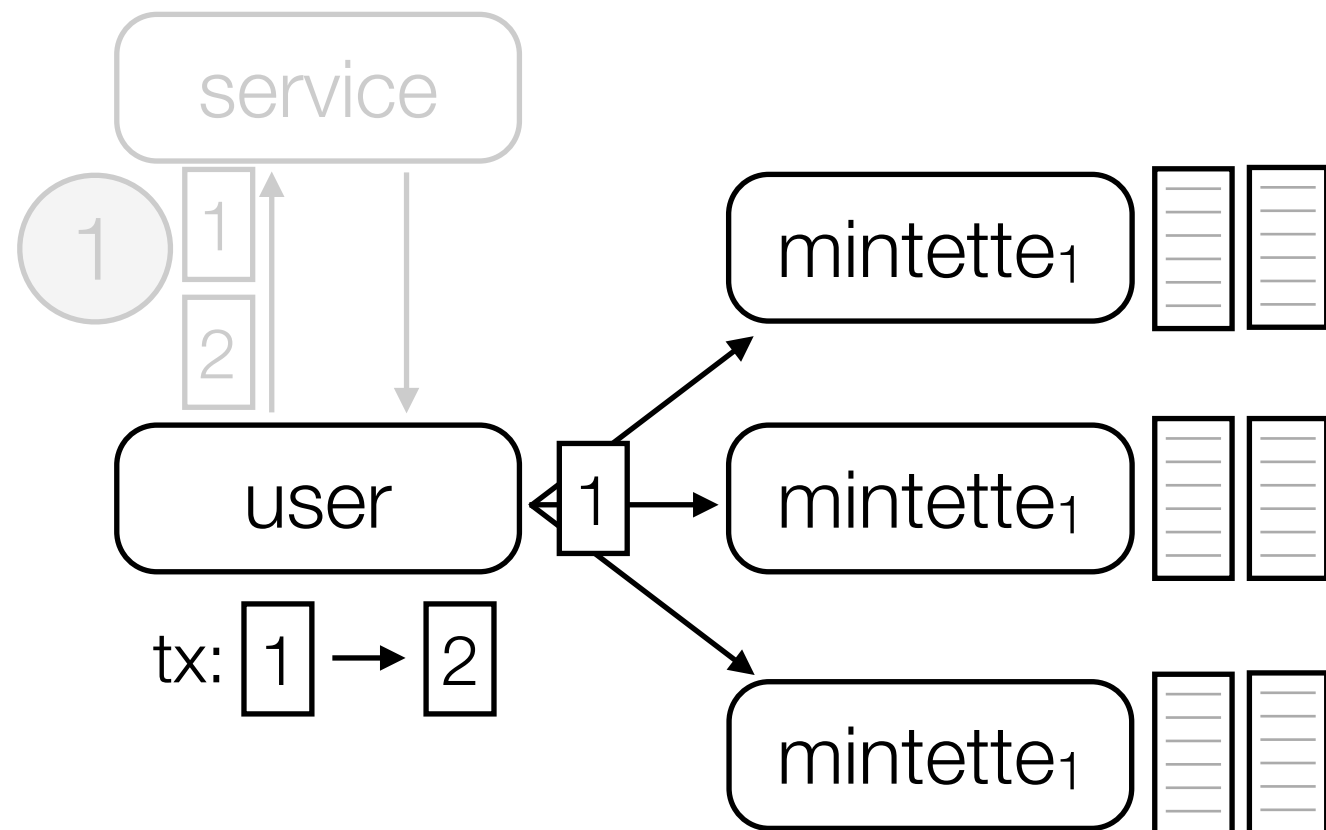 service
1
1
2
mintette₁
user
1
mintette₁
tx: 1 → 2
mintette₁